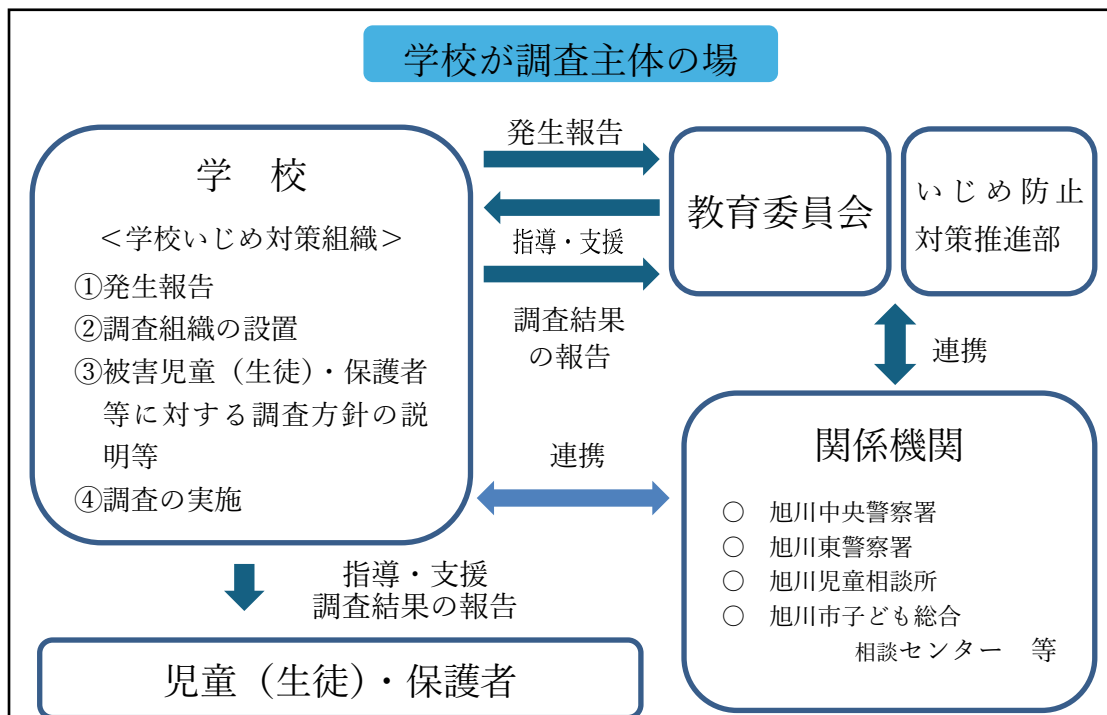 学校が調査主体の場
学　校
＜学校いじめ対策組織＞
①発生報告
②調査組織の設置
③被害児童（生徒）・保護者
等に対する調査方針の説
明等
④調査の実施
発生報告
指導・支援
調査結果
の報告
教育委員会
いじめ防止
対策推進部
連携
連携
関係機関
○　旭川中央警察署
○　旭川東警察署
○　旭川児童相談所
○　旭川市子ども総合
相談センター　等
指導・支援
調査結果の報告
児童（生徒）・保護者